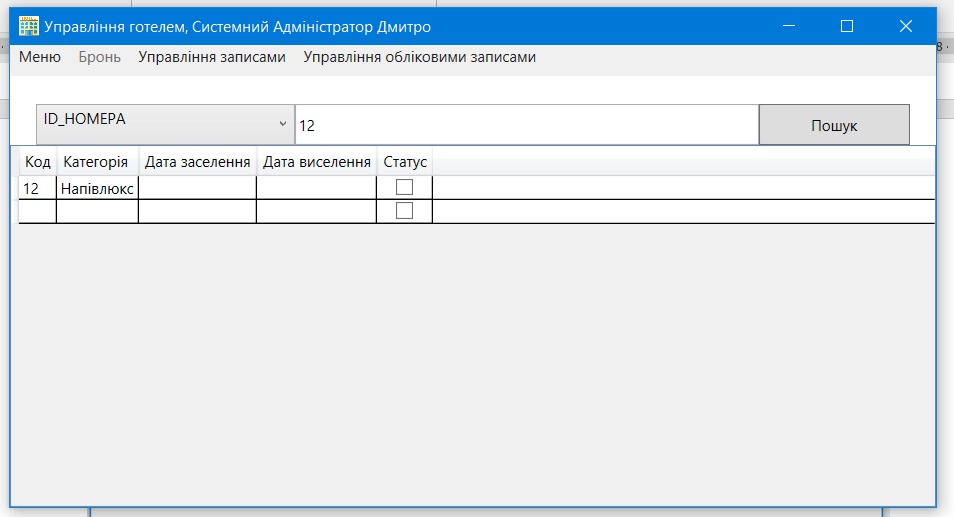 Управління готелем, Системний Адміністратор Дмитро
8 ·
Меню Бронь Управління записами Управління обліковими записами
ID_НОМЕРА 12 Пошук
Код Категорія Дата заселення Дата виселення Статус
12 Напівлюкс